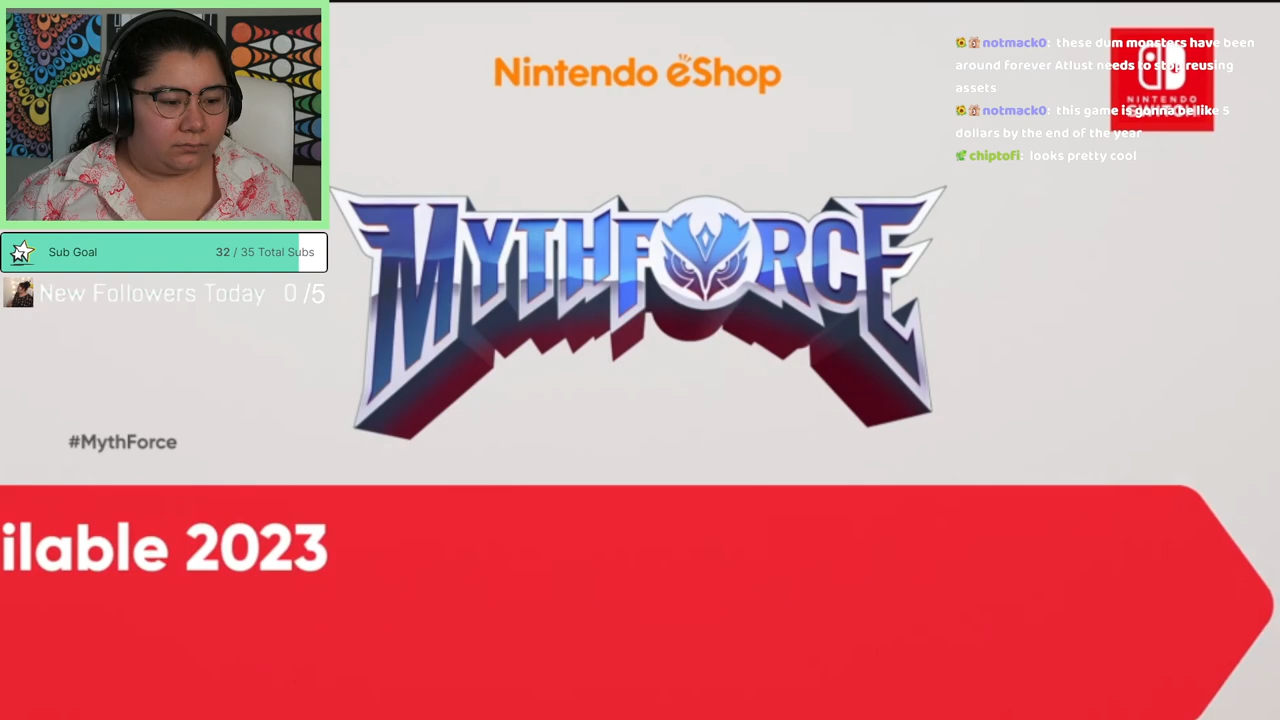 Nintendo eShop
notmack0: these dum monsters have been
around forever Atlust needs to stop reusing
assets
notmack0: this game is gonna be like 5
dollars by the end of the year
chiptofi: looks pretty cool
NINTENDO
SWITCH
MYTHFORCE
Sub Goal 32 / 35 Total Subs
New Followers Today 0 /5
#MythForce
ilable 2023